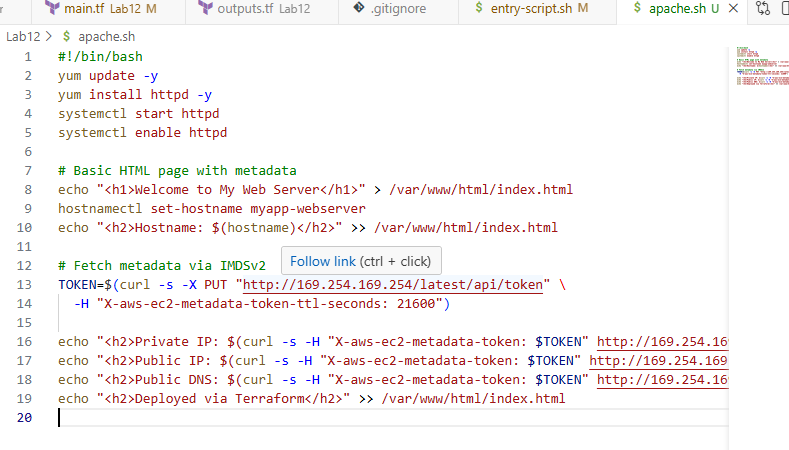 main.tf Lab12 M outputs.tf Lab12 .gitignore $ entry-script.sh M $ apache.sh U
Lab12 > $ apache.sh
1 #!/bin/bash
2 yum update -y
3 yum install httpd -y
4 systemctl start httpd
5 systemctl enable httpd
6
7 # Basic HTML page with metadata
8 echo "<h1>Welcome to My Web Server</h1>" > /var/www/html/index.html
9 hostnamectl set-hostname myapp-webserver
10 echo "<h2>Hostname: $(hostname)</h2>" >> /var/www/html/index.html
11
Follow link (ctrl + click)
12 # Fetch metadata via IMDSv2
13 TOKEN=$(curl -s -X PUT "http://169.254.169.254/latest/api/token" \
14 -H "X-aws-ec2-metadata-token-ttl-seconds: 21600")
15
16 echo "<h2>Private IP: $(curl -s -H "X-aws-ec2-metadata-token: $TOKEN" http://169.254.169
17 echo "<h2>Public IP: $(curl -s -H "X-aws-ec2-metadata-token: $TOKEN" http://169.254.169.
18 echo "<h2>Public DNS: $(curl -s -H "X-aws-ec2-metadata-token: $TOKEN" http://169.254.169
19 echo "<h2>Deployed via Terraform</h2>" >> /var/www/html/index.html
20